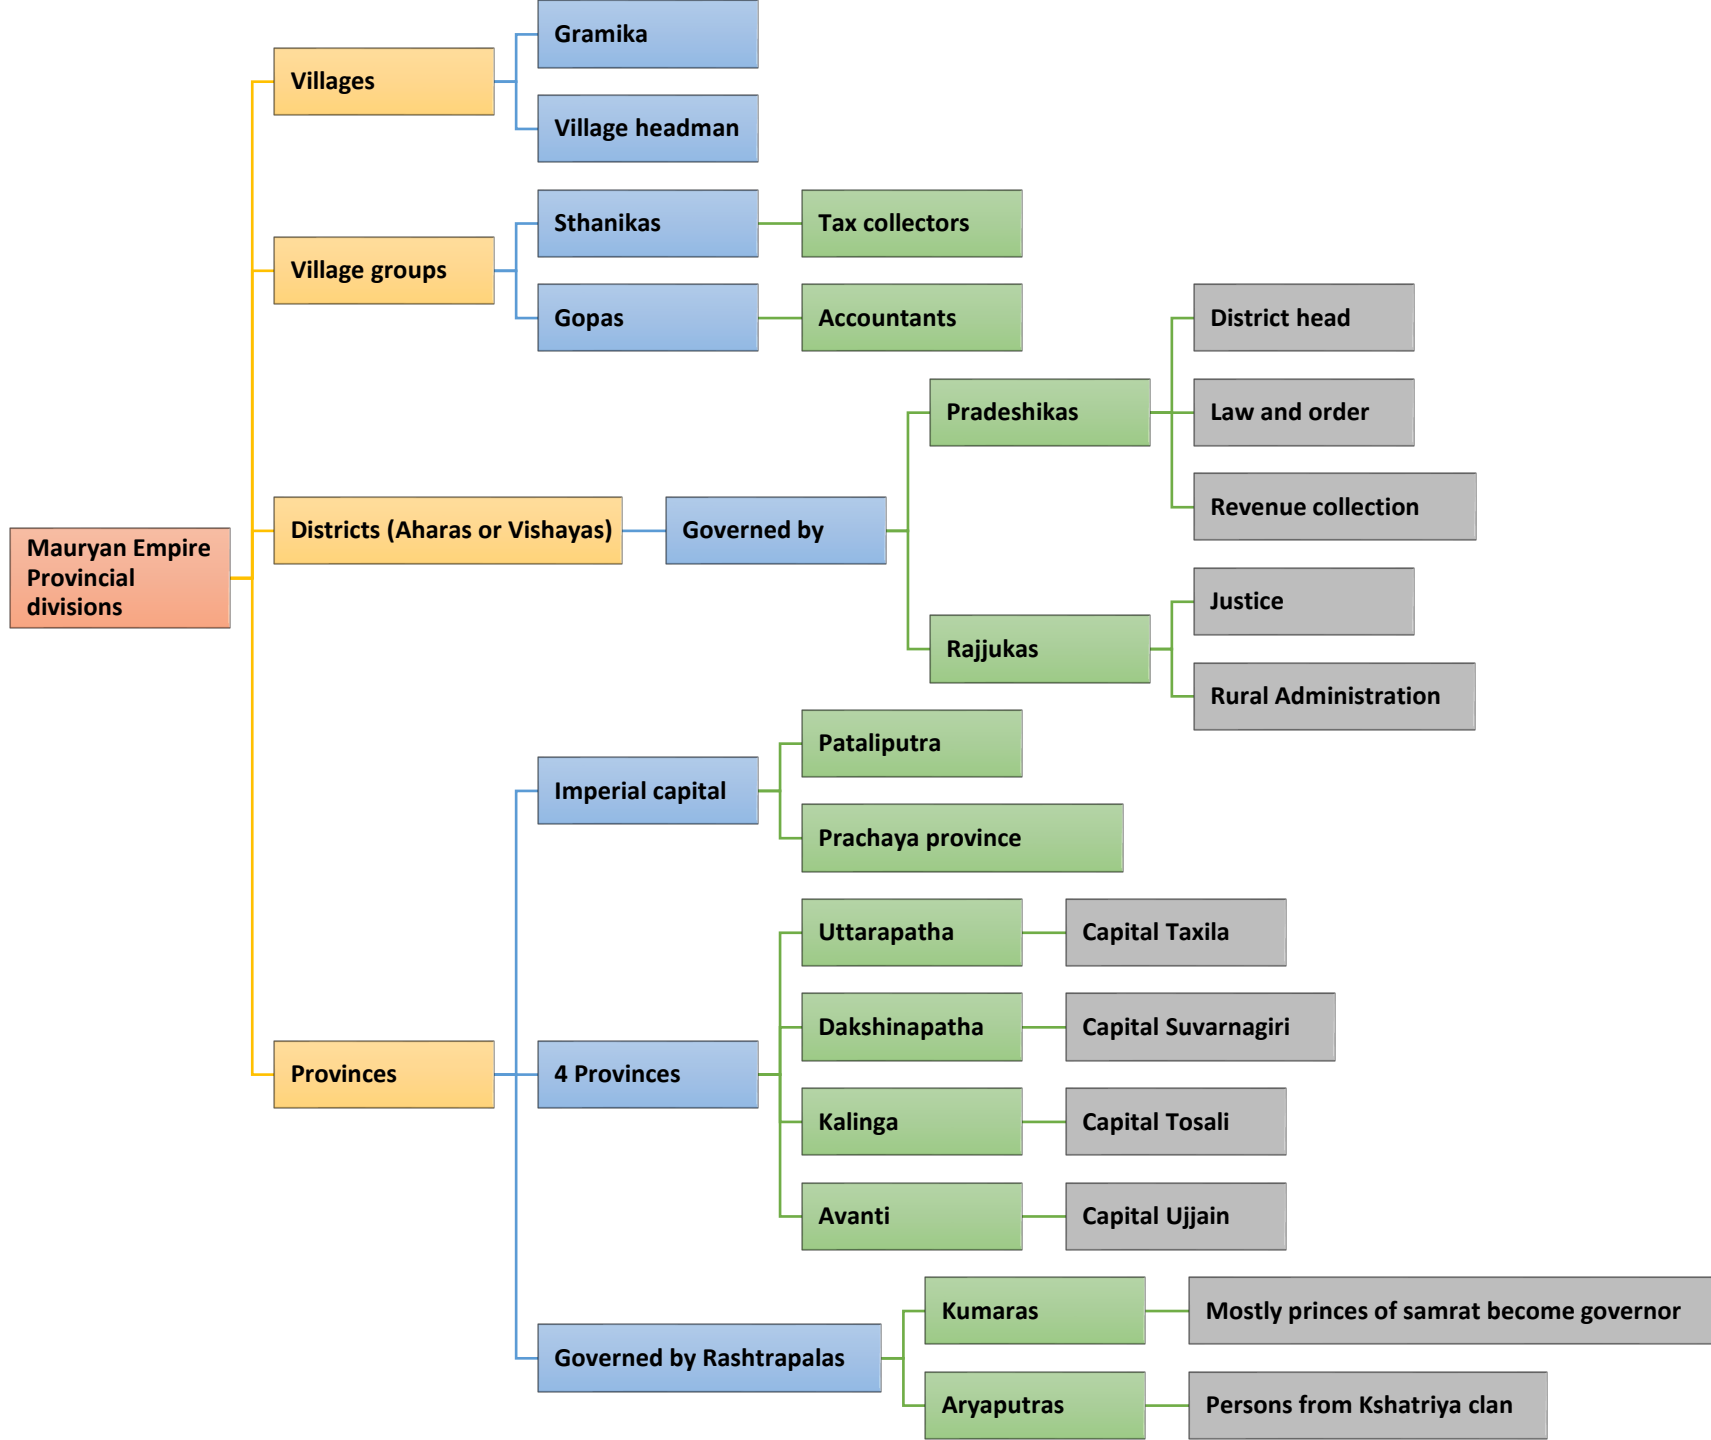 Mauryan Empire
Provincial
divisions
Villages
Gramika
Village headman
Village groups
Sthanikas
Tax collectors
Gopas
Accountants
Districts (Aharas or Vishayas)
Governed by
Pradeshikas
District head
Law and order
Revenue collection
Rajjukas
Justice
Rural Administration
Provinces
Imperial capital
Pataliputra
Prachaya province
4 Provinces
Uttarapatha
Capital Taxila
Dakshinapatha
Capital Suvarnagiri
Kalinga
Capital Tosali
Avanti
Capital Ujjain
Governed by Rashtrapalas
Kumaras
Mostly princes of samrat become governor
Aryaputras
Persons from Kshatriya clan